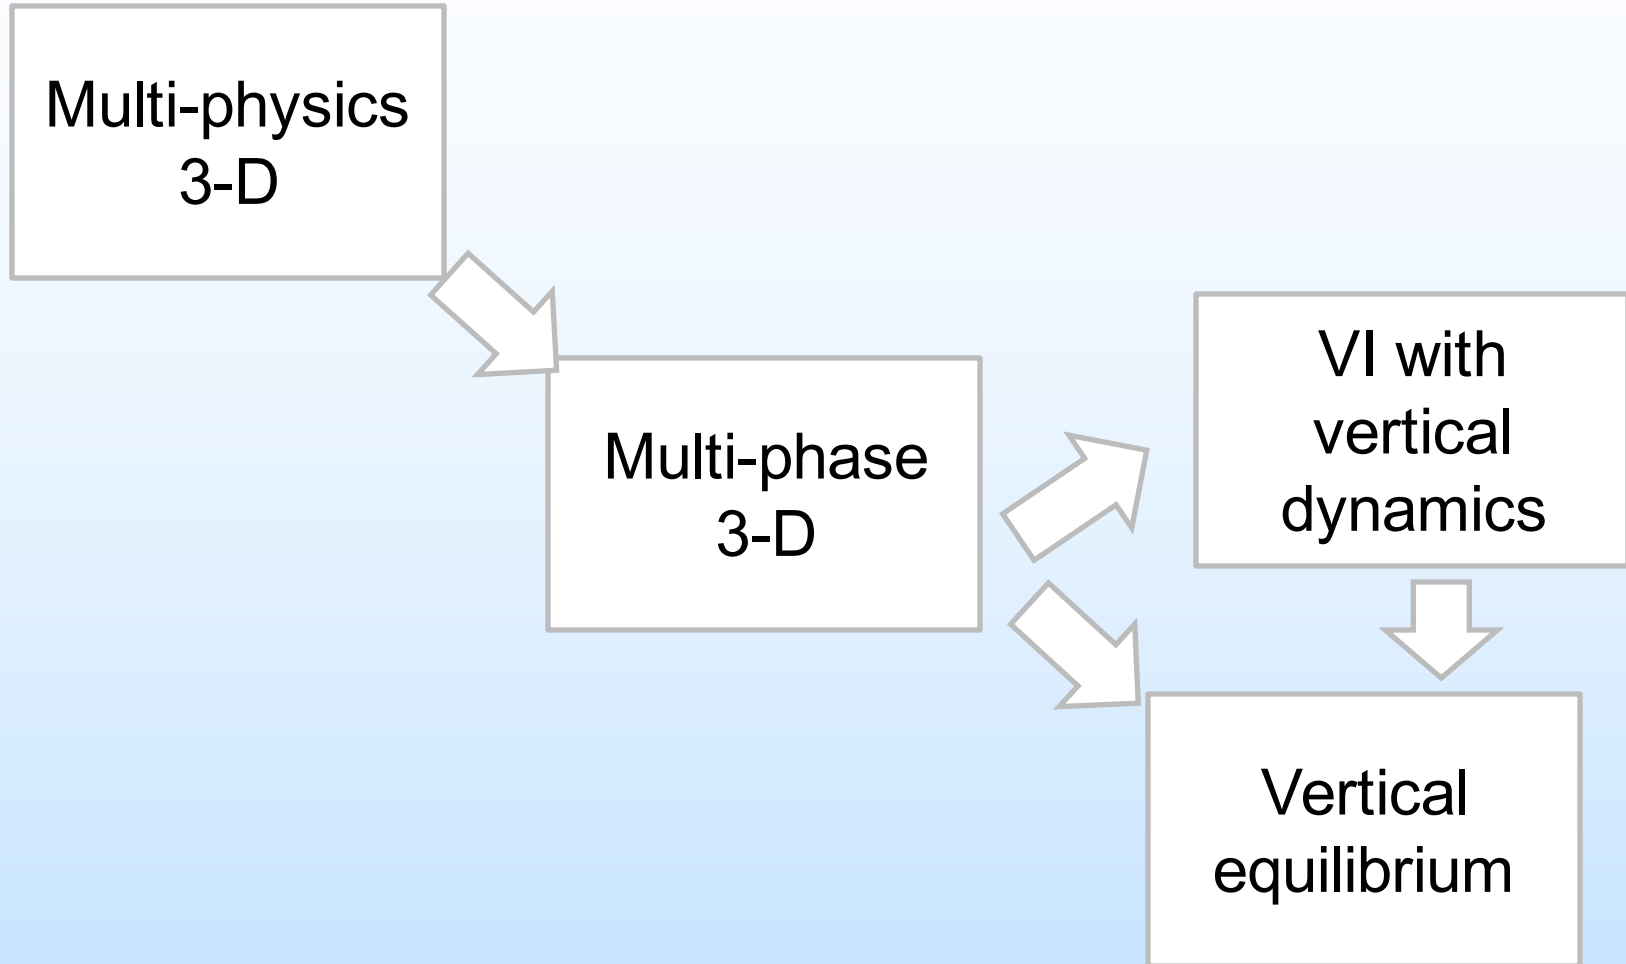 Multi-physics
3-D
Multi-phase
3-D
VI with
vertical
dynamics
Vertical
equilibrium